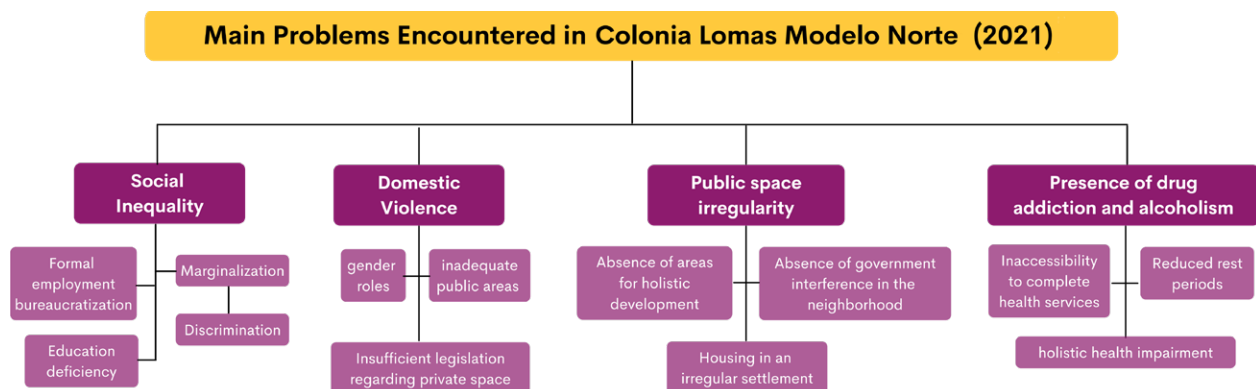 Main Problems Encountered in Colonia Lomas Modelo Norte (2021)
Social
Inequality
Formal
employment
bureaucratization
Marginalization
Discrimination
Education
deficiency
Domestic
Violence
gender
roles
inadequate
public areas
Insufficient legislation
regarding private space
Public space
irregularity
Absence of areas
for holistic
development
Absence of government
interference in the
neighborhood
Housing in an
irregular settlement
Presence of drug
addiction and alcoholism
Inaccessibility
to complete
health services
Reduced rest
periods
holistic health impairment